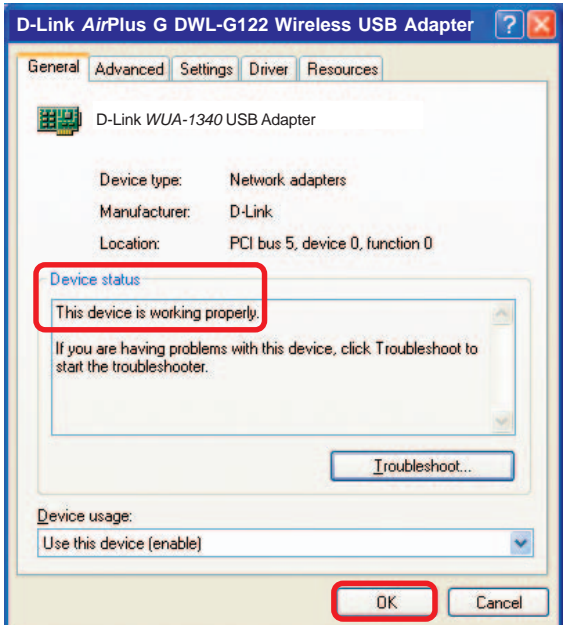 D-Link AirPlus G DWL-G122 Wireless USB Adapter
General Advanced Settings Driver Resources
D-Link WUA-1340 USB Adapter
Device type: Network adapters
Manufacturer: D-Link
Location: PCI bus 5, device 0, function 0
Device status
This device is working properly.
If you are having problems with this device, click Troubleshoot to
start the troubleshooter.
Troubleshoot...
Device usage:
Use this device (enable)
OK Cancel